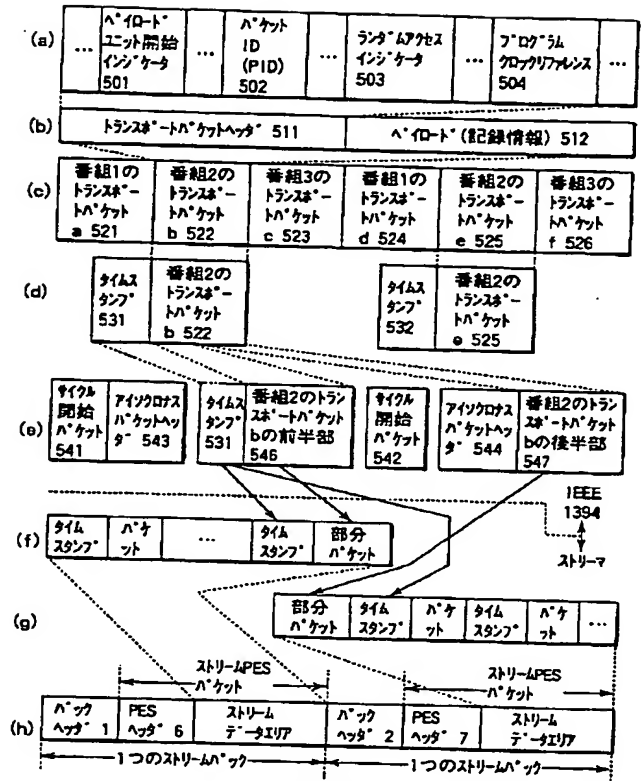 (a)
… ペイロード
ユニット開始
インジケータ
501
…
パケット
ID
(PID)
502
…
ランダムアクセス
インジケータ
503
…
プログラム
クロックリファレンス
504
…
(b)
トランスポートパケットヘッダ 511
ペイロード(記録情報) 512
(c)
番組1の
トランスポー
トパケット
a 521
番組2の
トランスポー
トパケット
b 522
番組3の
トランスポー
トパケット
c 523
番組1の
トランスポー
トパケット
d 524
番組2の
トランスポー
トパケット
e 525
番組3の
トランスポー
トパケット
f 526
(d)
タイムス
タンプ
531
番組2の
トランスポー
トパケット
b 522
タイムス
タンプ
532
番組2の
トランスポー
トパケット
e 525
(e)
サイクル
開始
パケット
541
アイソクロナス
パケットヘッ
ダ 543
タイムス
タンプ
531
番組2のトラン
スポートパケット
bの前半部
546
サイクル
開始
パケット
542
アイソクロナス
パケットヘッ
ダ 544
番組2のトラン
スポートパケット
bの後半部
547
IEEE
1394
ストリーマ
(f)
タイム
スタンプ
パケ
ット
…
タイム
スタンプ
部分
パケット
(g)
部分
パケット
タイム
スタンプ
パケ
ット
タイム
スタンプ
パケ
ット
…
ストリームPES
パケット
ストリームPES
パケット
(h)
パック
ヘッダ 1
PES
ヘッダ 6
ストリーム
データエリア
パック
ヘッダ 2
PES
ヘッダ 7
ストリーム
データエリア
1つのストリームパック
1つのストリームパック